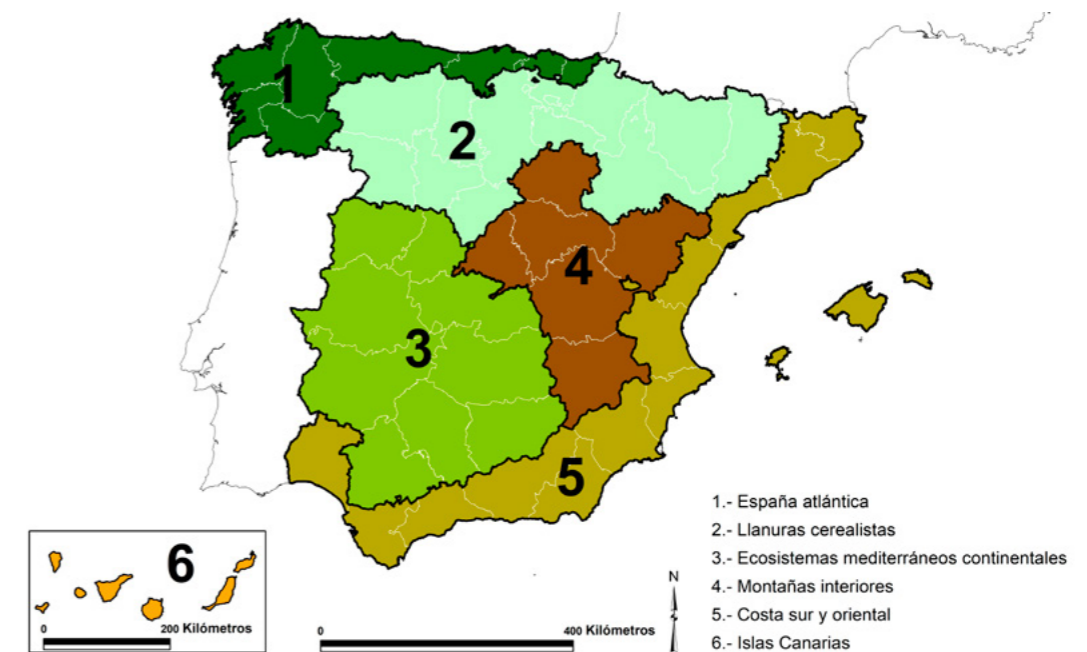 1
2
3
4
5
6
0
200 Kilómetros
0
400 Kilómetros
N
1.- España atlántica
2.- Llanuras cerealistas
3.- Ecosistemas mediterráneos continentales
4.- Montañas interiores
5.- Costa sur y oriental
6.- Islas Canarias